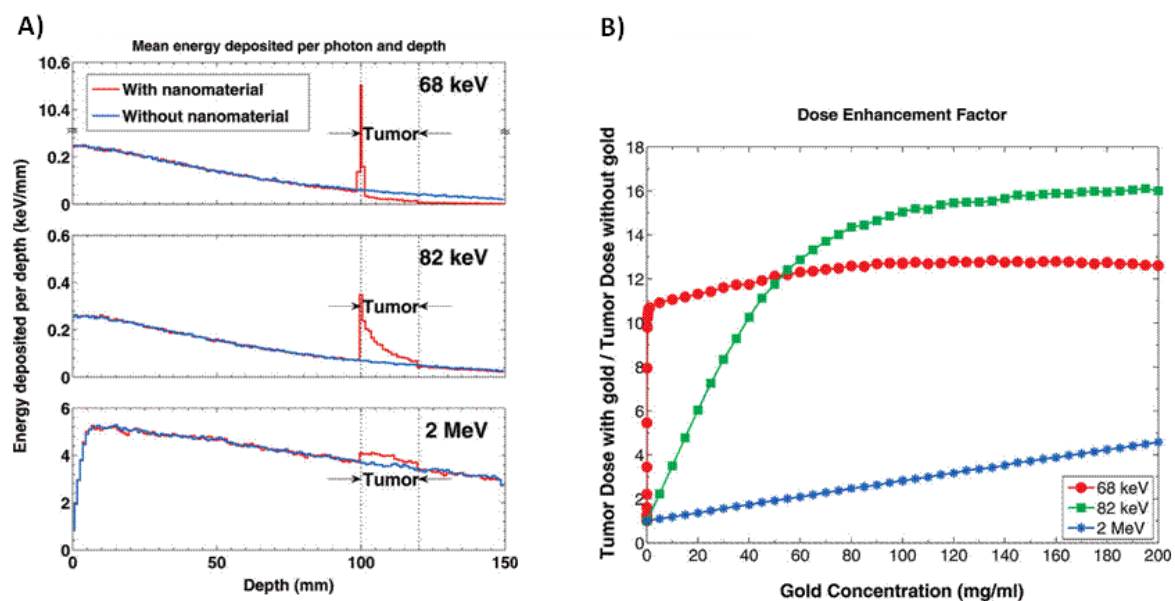 A)
Mean energy deposited per photon and depth
10.6
10.4
0.2
0
68 keV
With nanomaterial
Without nanomaterial
Tumor
0.6
0.4
0.2
0
82 keV
Tumor
6
4
2
0
2 MeV
Tumor
0
50
100
150
Energy deposited per depth (keV/mm)
Depth (mm)
B)
Dose Enhancement Factor
Tumor Dose with gold / Tumor Dose without gold
18
16
14
12
10
8
6
4
2
0
0
20
40
60
80
100
120
140
160
180
200
68 keV
82 keV
2 MeV
Gold Concentration (mg/ml)